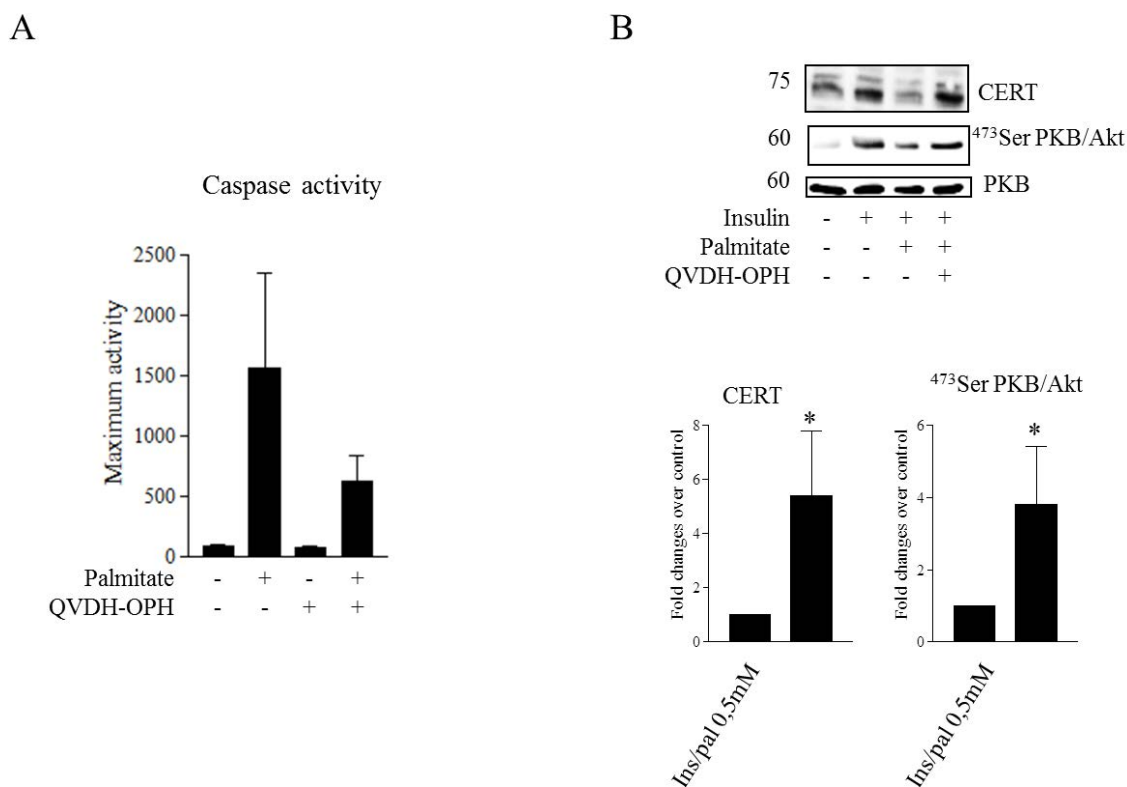 A
Caspase activity
Maximum activity
2500
2000
1500
1000
500
0
Palmitate - + - +
QVDH-OPH - - + +
B
75 CERT
60 ⁴⁷³Ser PKB/Akt
60 PKB
Insulin - + + +
Palmitate - - + +
QVDH-OPH - - - +
CERT
Fold changes over control
8
6
4
2
0
*
Ins/pal 0,5mM
⁴⁷³Ser PKB/Akt
Fold changes over control
6
4
2
0
*
Ins/pal 0,5mM